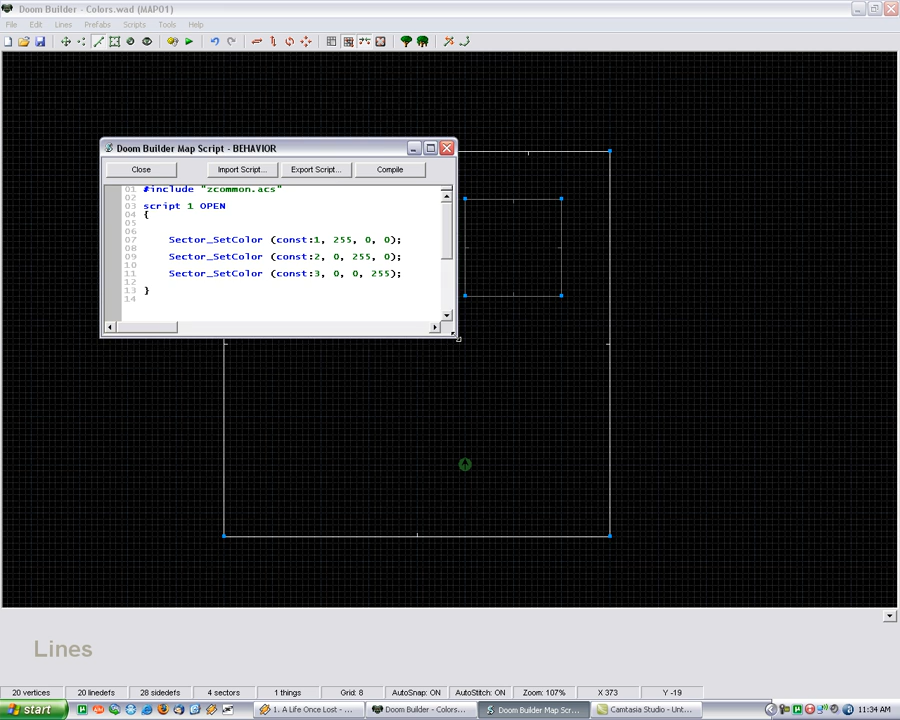 Doom Builder - Colors.wad (MAP01)
File Edit Lines Prefabs Scripts Tools Help
Doom Builder Map Script - BEHAVIOR
Close Import Script... Export Script... Compile
01 #include "zcommon.acs"
02
03 script 1 OPEN
04 {
05
06
07 Sector_SetColor (const:1, 255, 0, 0);
08
09 Sector_SetColor (const:2, 0, 255, 0);
10
11 Sector_SetColor (const:3, 0, 0, 255);
12
13 }
14
Lines
20 vertices 20 linedefs 28 sidedefs 4 sectors 1 things Grid: 8 AutoSnap: ON AutoStitch: ON Zoom: 107% X 373 Y -19
start 1. A Life Once Lost - ... Doom Builder - Colors... Doom Builder Map Scr... Camtasia Studio - Unt... 11:34 AM